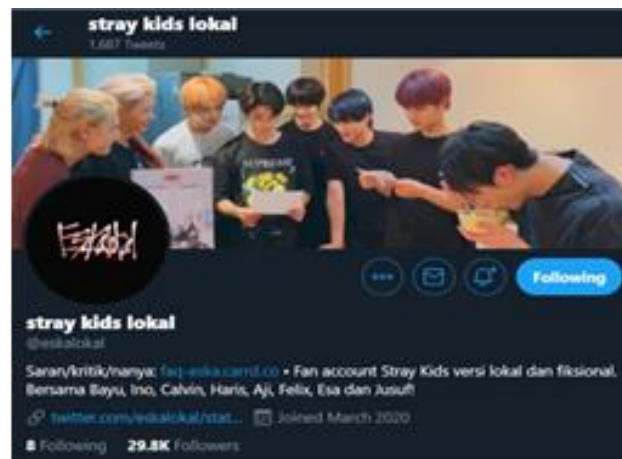 stray kids lokal
1,687 Tweets
SUPREME
Following
stray kids lokal
@eskalokal
Saran/kritik/nanya: faq-eska.carrd.co • Fan account Stray Kids versi lokal dan fiksional.
Bersama Bayu, Ino, Calvin, Haris, Aji, Felix, Esa dan Jusuf!
twitter.com/eskalokal/stat... Joined March 2020
8 Following 29.8K Followers